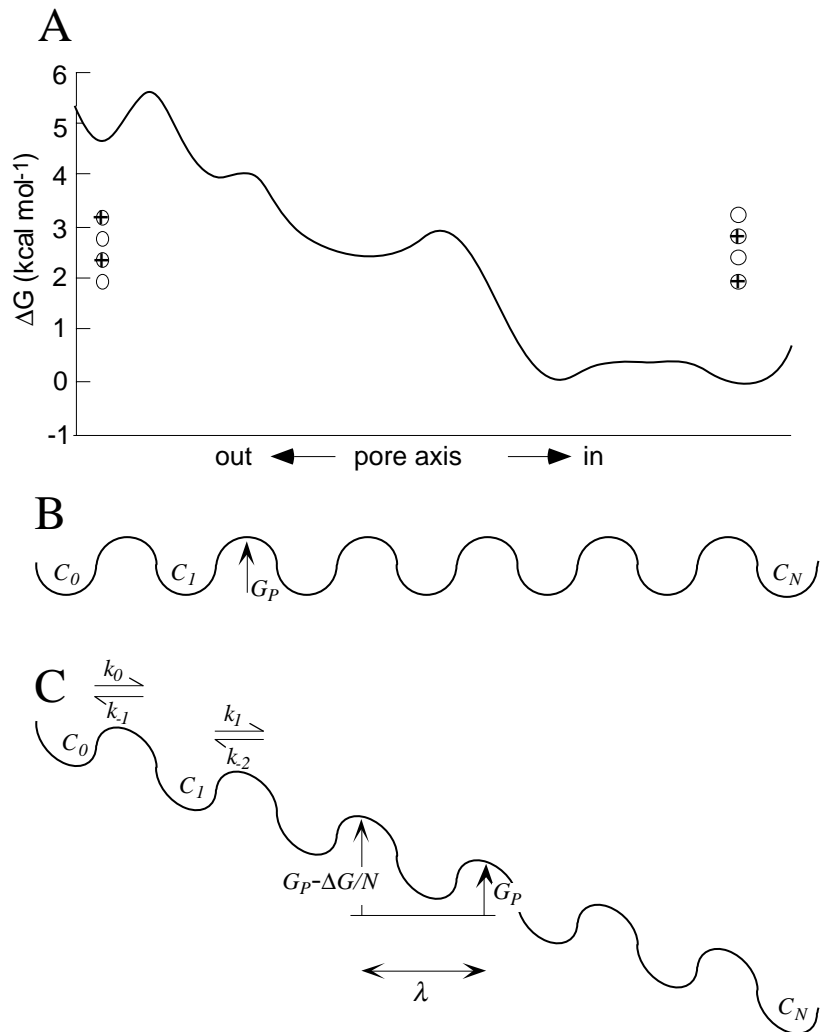 A
ΔG (kcal mol-1)
6
5
4
3
2
1
0
-1
out
pore axis
in
B
C0
C1
GP
CN
C
k0
k-1
k1
k-2
C0
C1
GP-ΔG/N
GP
λ
CN